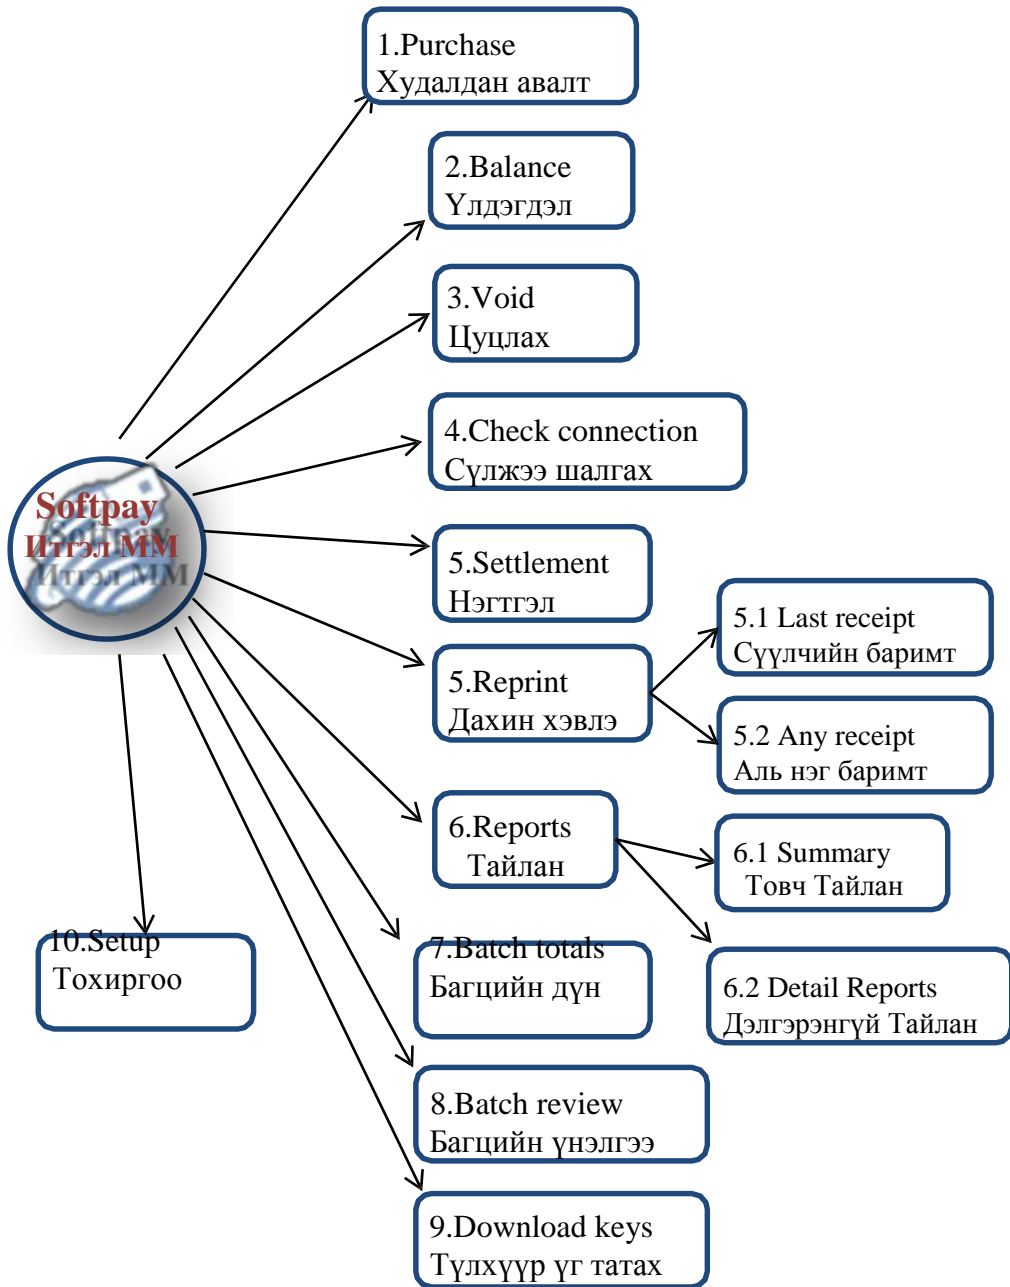 1.Purchase
Худалдан авалт
2.Balance
Үлдэгдэл
3.Void
Цуцлах
4.Check connection
Сүлжээ шалгах
Softpay
Итгэл ММ
5.Settlement
Нэгтгэл
5.Reprint
Дахин хэвлэ
5.1 Last receipt
Сүүлчийн баримт
5.2 Any receipt
Аль нэг баримт
6.Reports
Тайлан
6.1 Summary
Товч Тайлан
6.2 Detail Reports
Дэлгэрэнгүй Тайлан
7.Batch totals
Багцийн дүн
8.Batch review
Багцийн үнэлгээ
9.Download keys
Түлхүүр үг татах
10.Setup
Тохиргоо